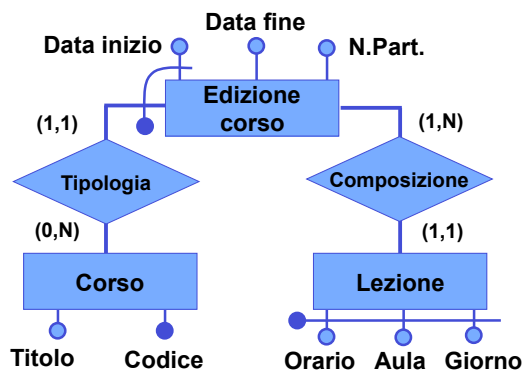 Data fine
Data inizio
N.Part.
Edizione
corso
(1,1)
(1,N)
Tipologia
Composizione
(0,N)
(1,1)
Corso
Lezione
Titolo
Codice
Orario
Aula
Giorno